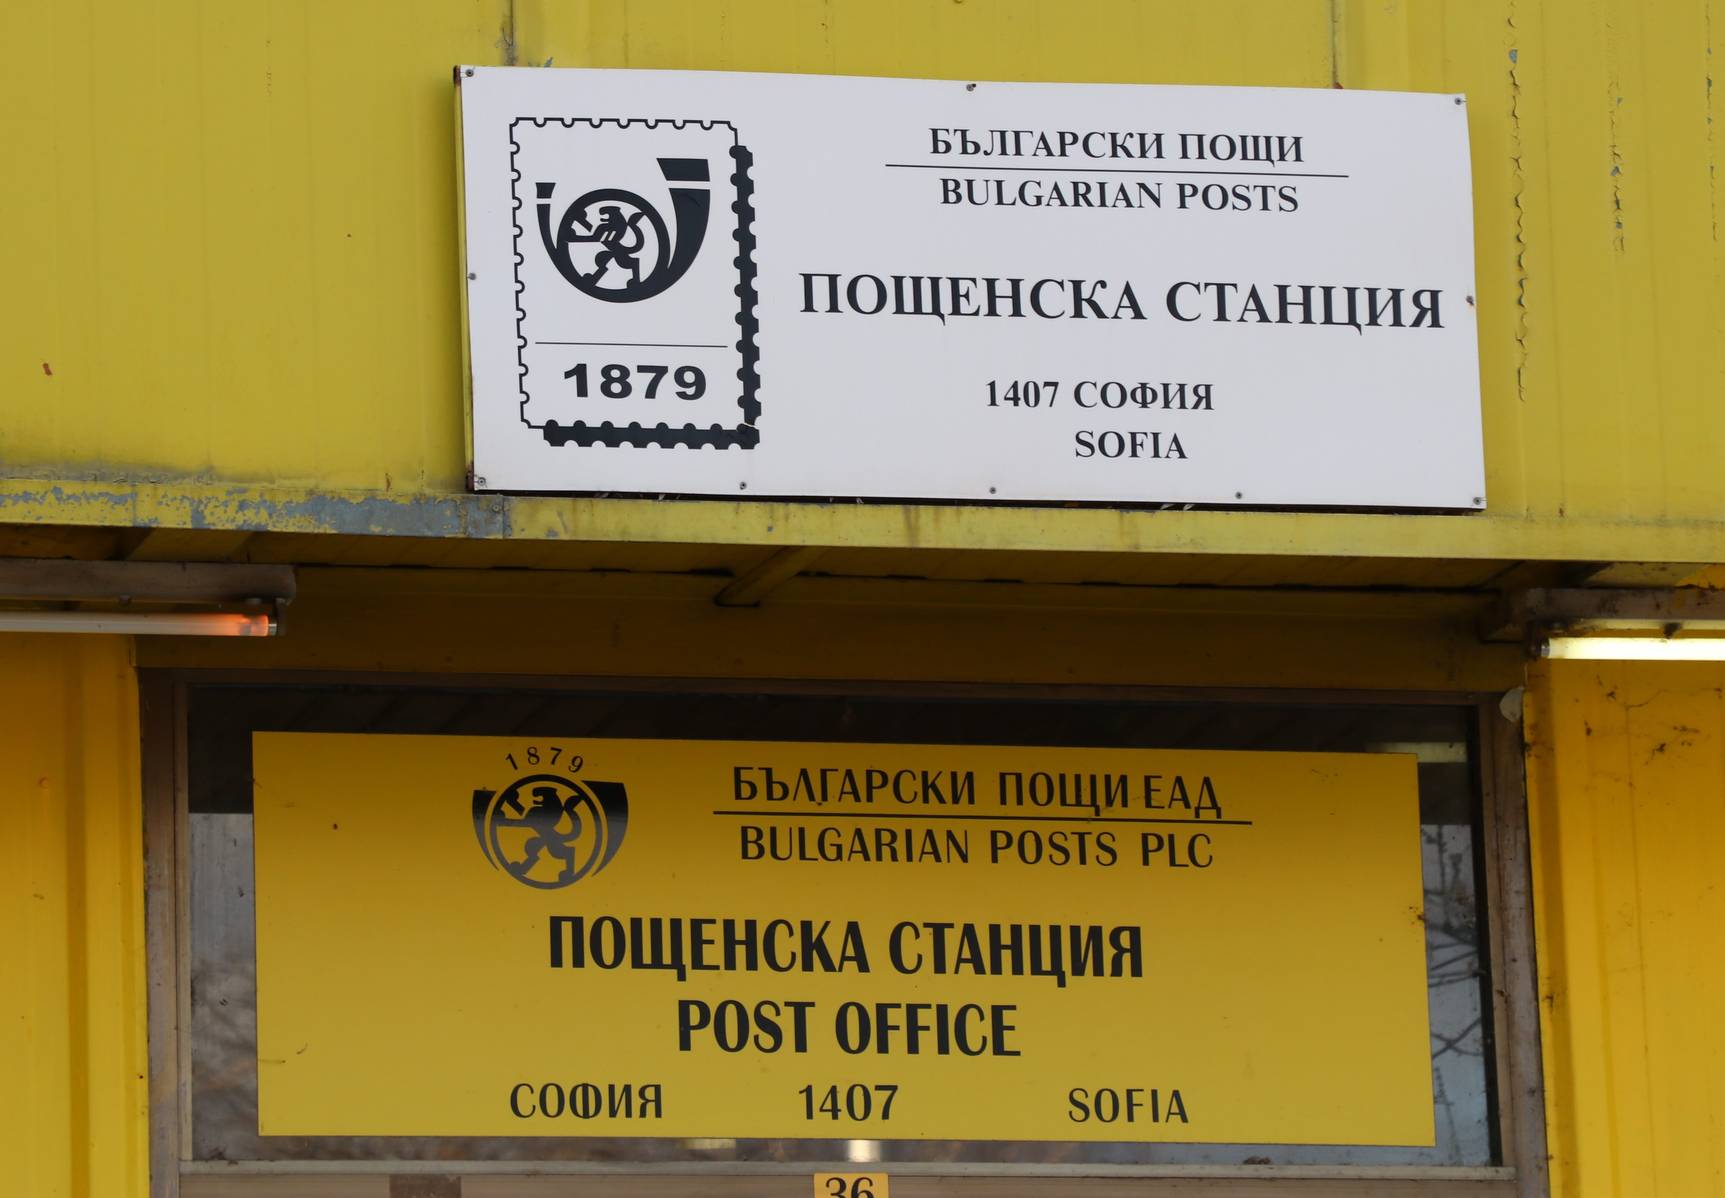 БЪЛГАРСКИ ПОЩИ
BULGARIAN POSTS
ПОЩЕНСКА СТАНЦИЯ
1879
1407 СОФИЯ
SOFIA
1879
БЪЛГАРСКИ ПОЩИ ЕАД
BULGARIAN POSTS PLC
ПОЩЕНСКА СТАНЦИЯ
POST OFFICE
СОФИЯ 1407 SOFIA
36